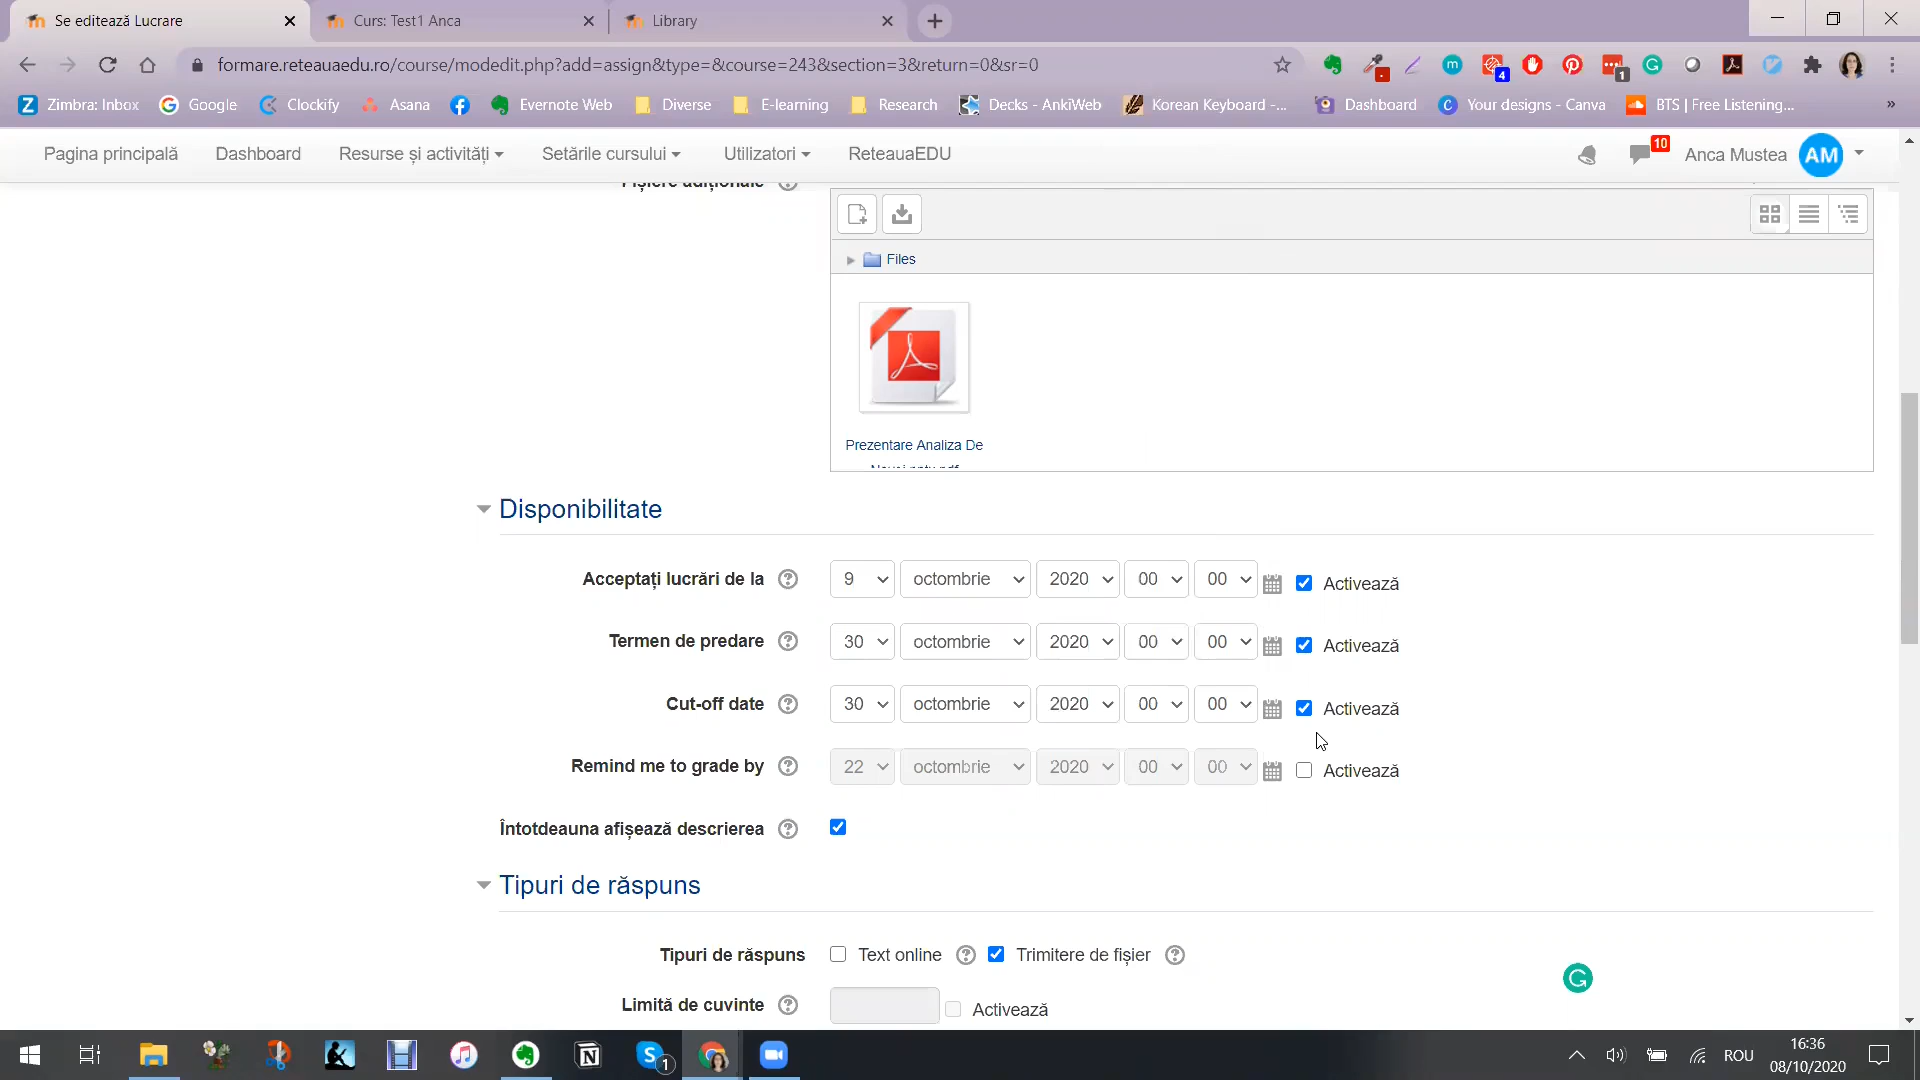 Se editează Lucrare
Curs: Test1 Anca
Library
formare.reteauaedu.ro/course/modedit.php?add=assign&type=&course=243&section=3&return=0&sr=0
4
1
Zimbra: Inbox
Google
Clockify
Asana
Evernote Web
Diverse
E-learning
Research
Decks - AnkiWeb
Korean Keyboard -...
Dashboard
Your designs - Canva
BTS | Free Listening...
»
Pagina principală
Dashboard
Resurse și activități
Setările cursului
Utilizatori
ReteauaEDU
10
Anca Mustea
AM
Fișiere adiționale
Files
Prezentare Analiza De
Disponibilitate
Acceptați lucrări de la
9 octombrie 2020 00 00
Activează
Termen de predare
30 octombrie 2020 00 00
Activează
Cut-off date
30 octombrie 2020 00 00
Activează
Remind me to grade by
22 octombrie 2020 00 00
Activează
Întotdeauna afișează descrierea
Tipuri de răspuns
Tipuri de răspuns
Text online
Trimitere de fișier
Limită de cuvinte
Activează
1
ROU
16:36
08/10/2020